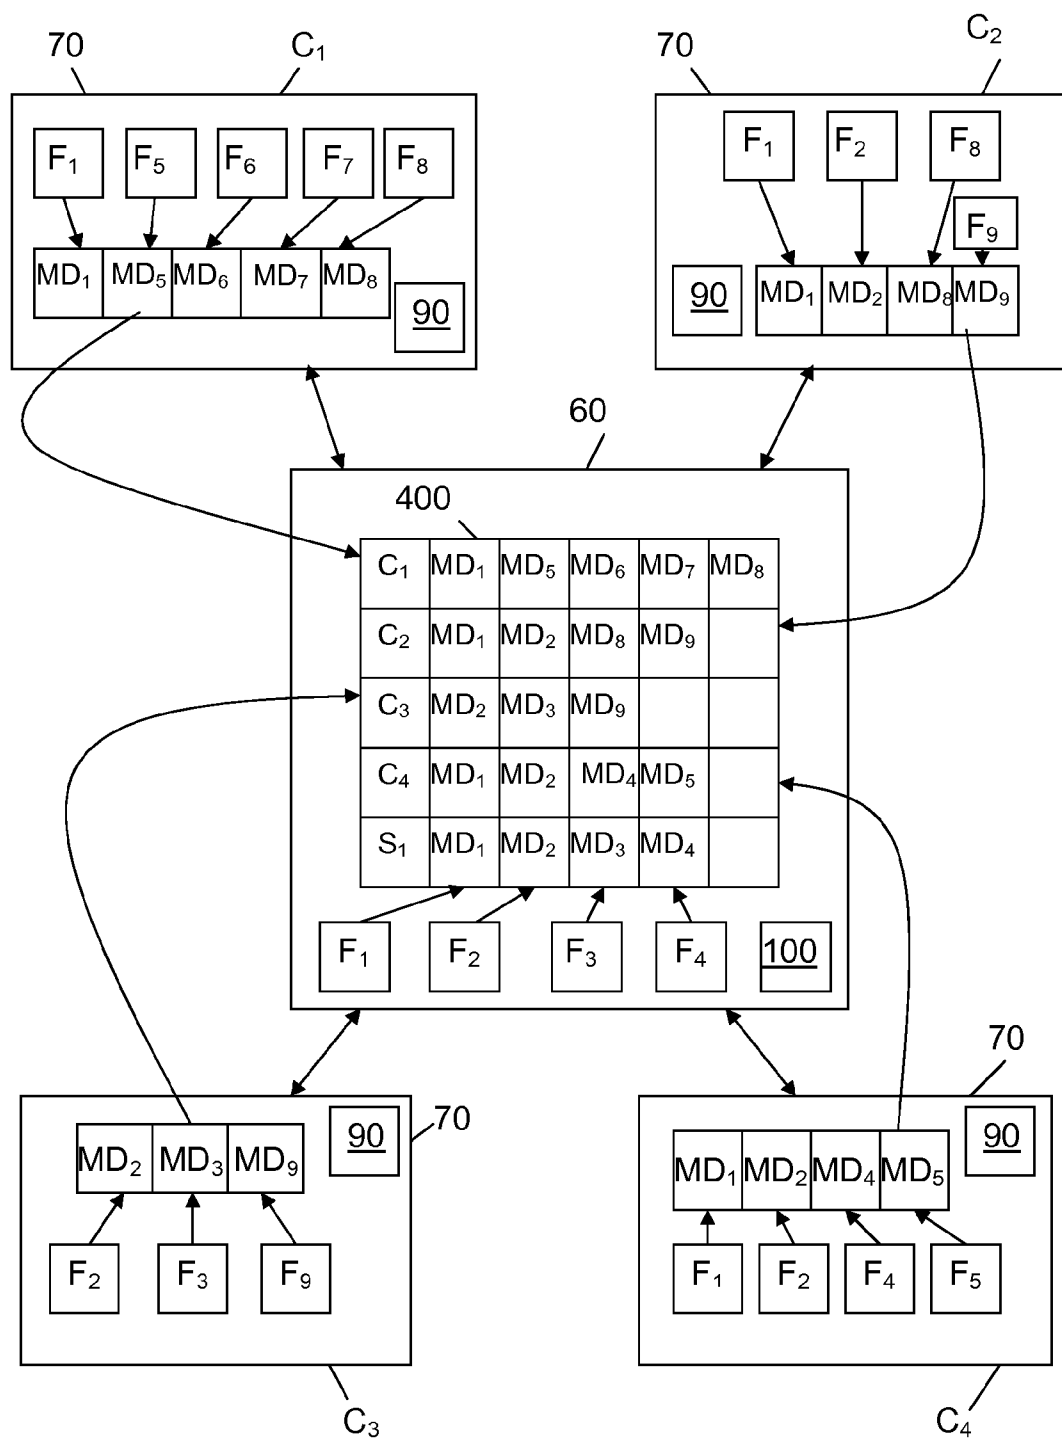 70 C₁
70 C₂
F₁ F₅ F₆ F₇ F₈
MD₁ MD₅ MD₆ MD₇ MD₈
90
F₁ F₂ F₈
F₉
90 MD₁ MD₂ MD₈ MD₉
60
400
C₁ MD₁ MD₅ MD₆ MD₇ MD₈
C₂ MD₁ MD₂ MD₈ MD₉
C₃ MD₂ MD₃ MD₉
C₄ MD₁ MD₂ MD₄ MD₅
S₁ MD₁ MD₂ MD₃ MD₄
F₁ F₂ F₃ F₄ 100
90 70
MD₂ MD₃ MD₉
F₂ F₃ F₉
C₃
70
90
MD₁ MD₂ MD₄ MD₅
F₁ F₂ F₄ F₅
C₄